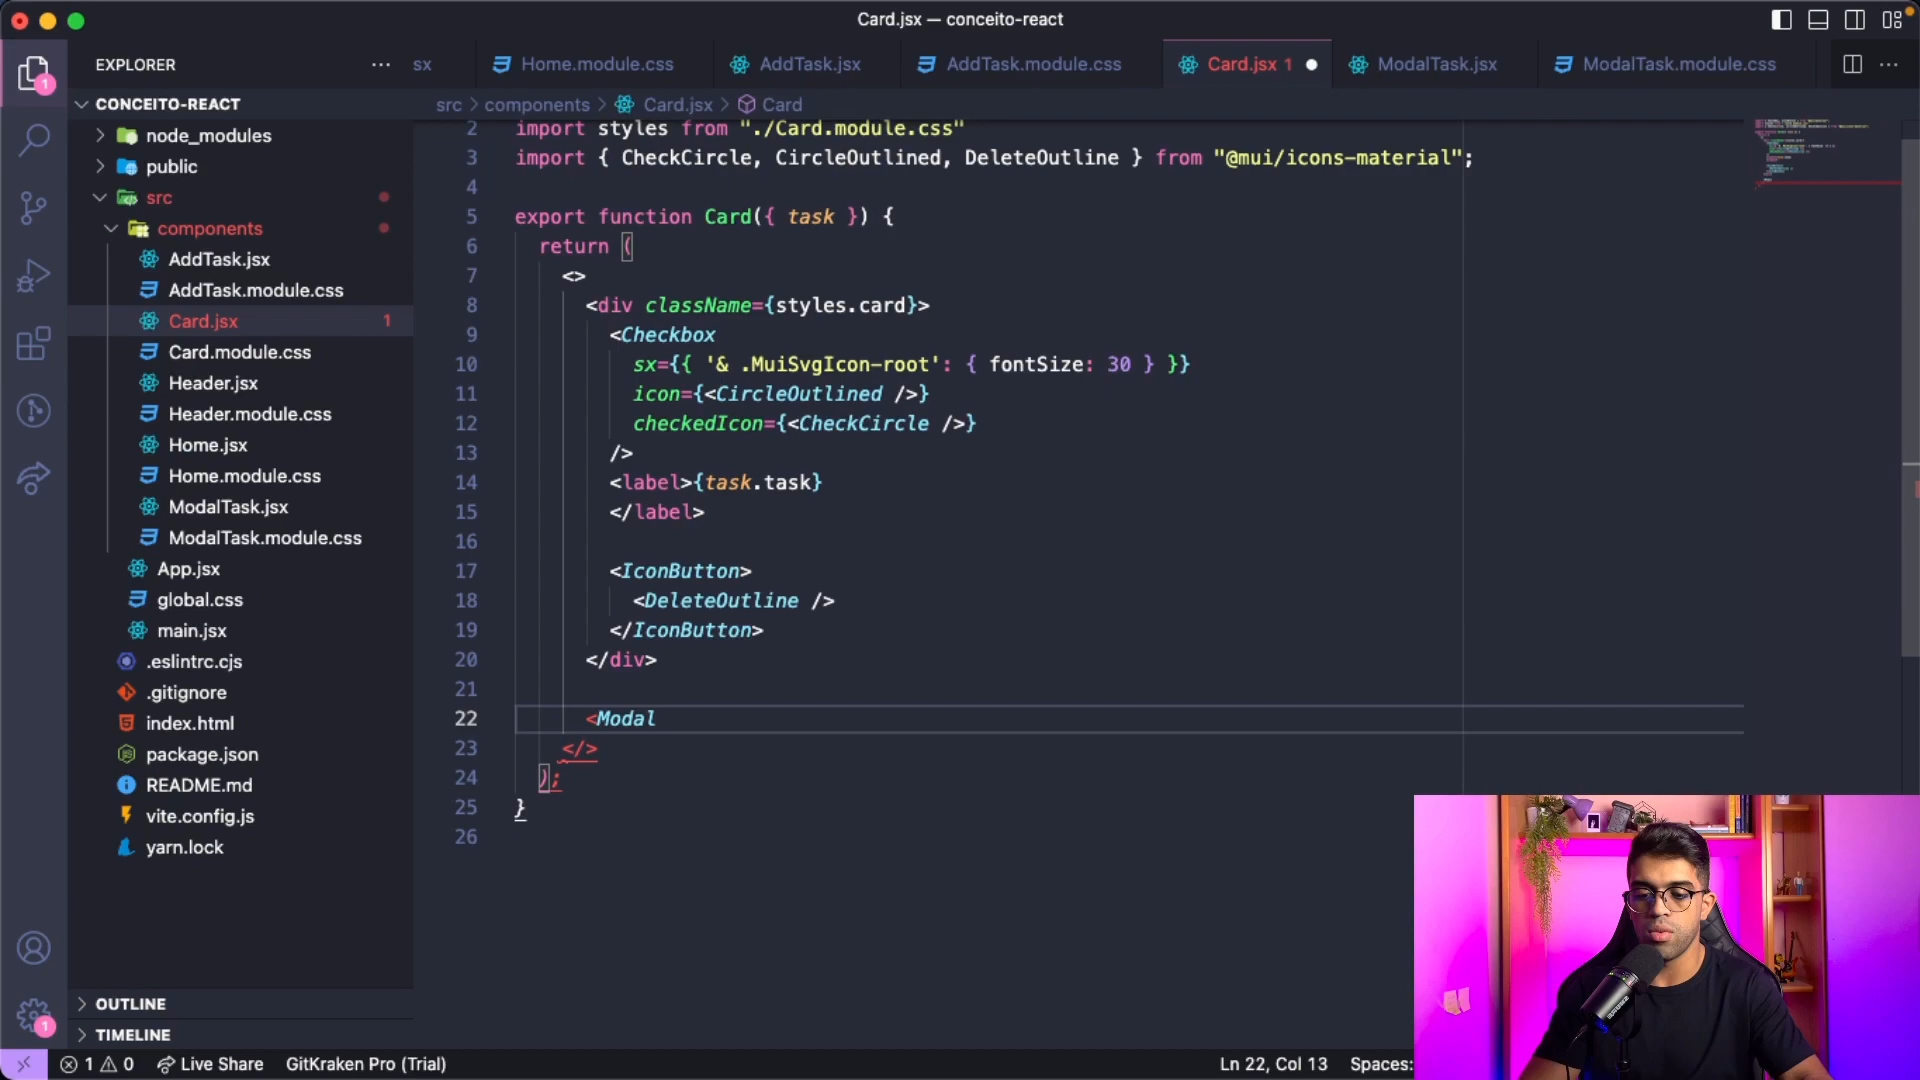 Card.jsx — conceito-react
EXPLORER
sx
Home.module.css
AddTask.jsx
AddTask.module.css
Card.jsx 1
ModalTask.jsx
ModalTask.module.css
CONCEITO-REACT
src > components > Card.jsx > Card
node_modules
public
src
components
AddTask.jsx
AddTask.module.css
Card.jsx 1
Card.module.css
Header.jsx
Header.module.css
Home.jsx
Home.module.css
ModalTask.jsx
ModalTask.module.css
App.jsx
global.css
main.jsx
.eslintrc.cjs
.gitignore
index.html
package.json
README.md
vite.config.js
yarn.lock
OUTLINE
TIMELINE
1
1
2 import styles from "./Card.module.css"
3 import { CheckCircle, CircleOutlined, DeleteOutline } from "@mui/icons-material";
4
5 export function Card({ task }) {
6 return (
7 <>
8 <div className={styles.card}>
9 <Checkbox
10 sx={{ '& .MuiSvgIcon-root': { fontSize: 30 } }}
11 icon={<CircleOutlined />}
12 checkedIcon={<CheckCircle />}
13 />
14 <label>{task.task}
15 </label>
16
17 <IconButton>
18 <DeleteOutline />
19 </IconButton>
20 </div>
21
22 <Modal
23 </>
24 );
25 }
26
1 0 Live Share GitKraken Pro (Trial)
Ln 22, Col 13 Spaces: